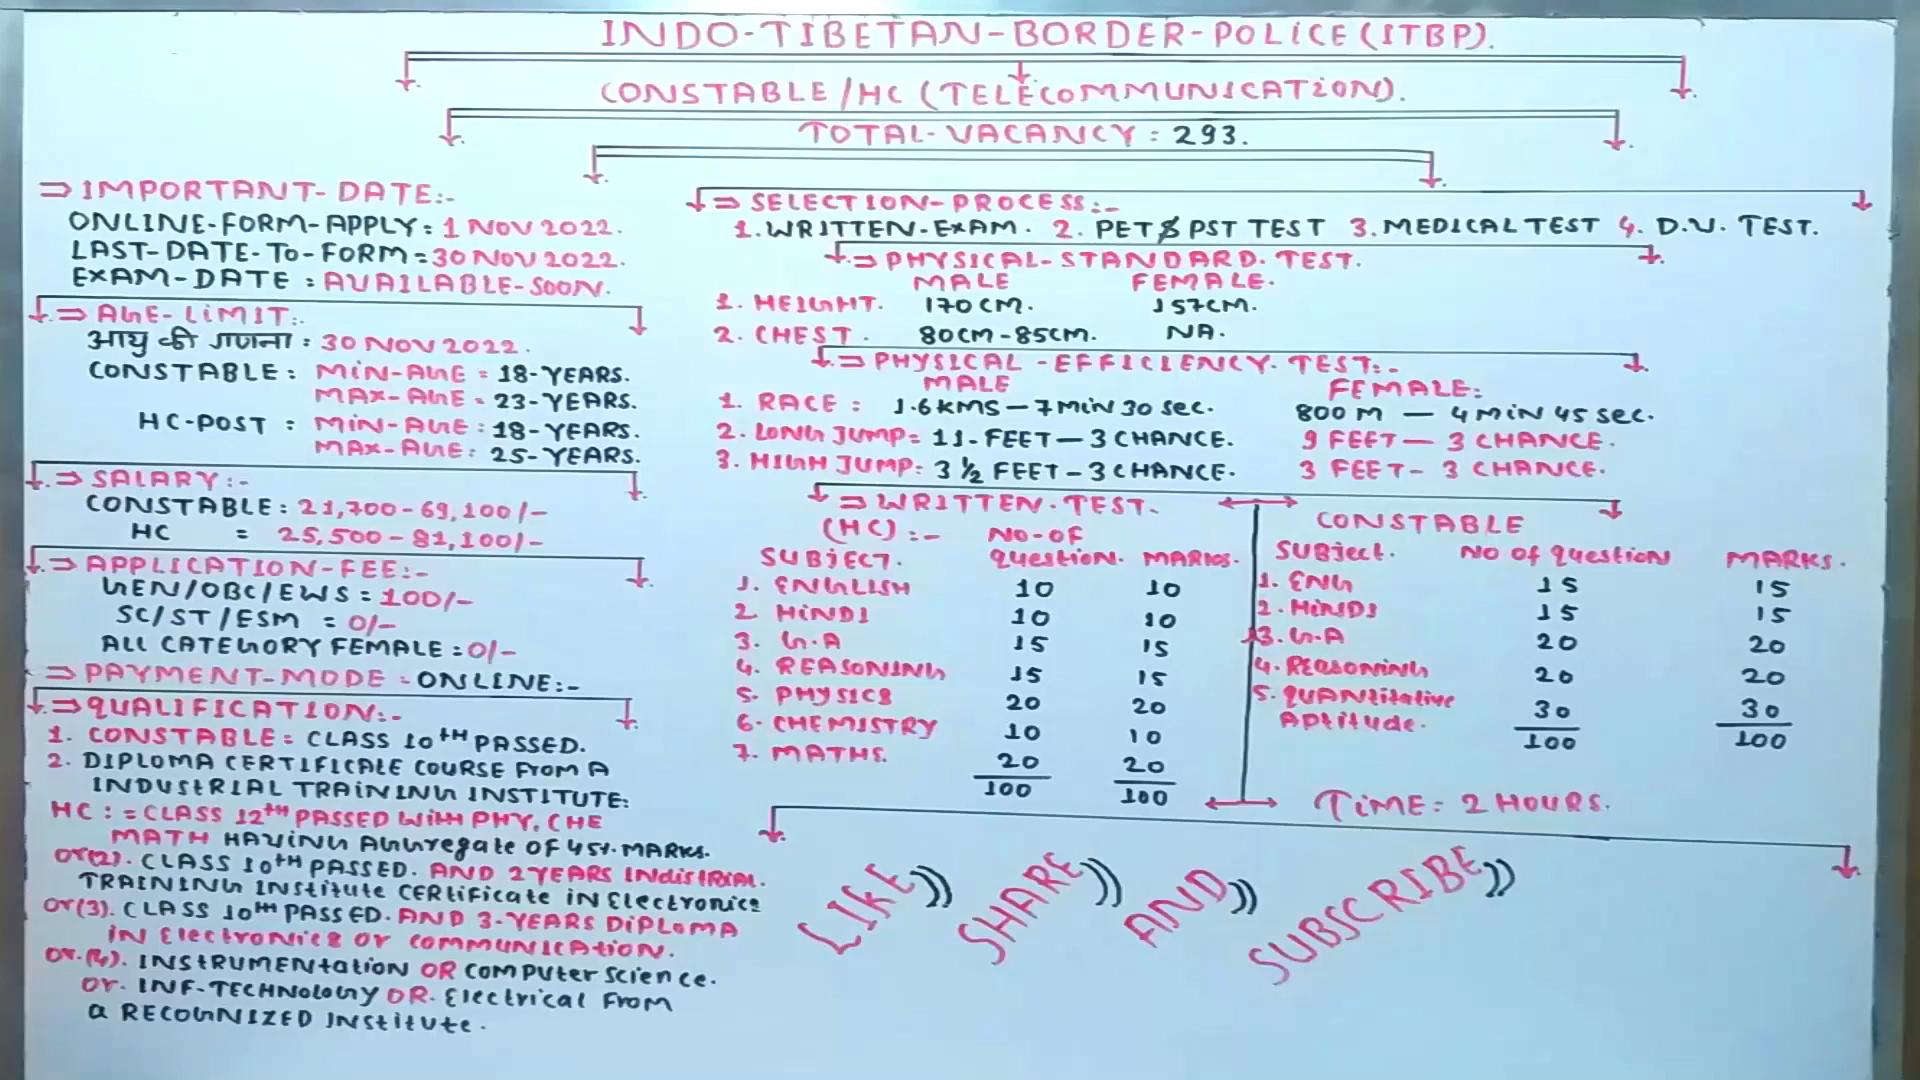 INDO-TIBETAN-BORDER-POLICE (ITBP).
CONSTABLE/HC (TELECOMMUNICATION).
TOTAL-VACANCY: 293.
⇒ IMPORTANT-DATE:-
ONLINE-FORM-APPLY: 1 NOV 2022.
LAST-DATE-TO-FORM = 30 NOV 2022.
EXAM-DATE : AVAILABLE-SOON.
⇒ AGE-LIMIT:.
आयु की गणना : 30 NOV 2022.
CONSTABLE: MIN-AGE = 18-YEARS.
MAX-AGE = 23-YEARS.
HC-POST : MIN-AGE: 18-YEARS.
MAX-AGE: 25-YEARS.
⇒ SALARY:-
CONSTABLE: 21,700-69,100/-
HC = 25,500-81,100/-
⇒ APPLICATION-FEE:-
GEN/OBC/EWS = 100/-
SC/ST/ESM = 0/-
ALL CATEGORY FEMALE = 0/-
⇒ PAYMENT-MODE = ONLINE:-
⇒ QUALIFICATION:-
1. CONSTABLE = CLASS 10TH PASSED.
2. DIPLOMA CERTIFICATE COURSE FROM A
INDUSTRIAL TRAINING INSTITUTE:
HC : = CLASS 12TH PASSED WITH PHY, CHE
MATH HAVING AGGREGATE OF 45%. MARKS.
OR(2). CLASS 10TH PASSED. AND 2 YEARS INDISTRIAL.
TRAINING INSTITUTE CERTIFICATE IN ELECTRONICS
OR(3). CLASS 10TH PASSED. AND 3-YEARS DIPLOMA
IN ELECTRONICS OR COMMUNICATION.
OR.(4). INSTRUMENTATION OR COMPUTER SCIENCE.
OR. INF-TECHNOLOGY OR. ELECTRICAL FROM
A RECOGNIZED INSTITUTE.
⇒ SELECTION-PROCESS:-
1. WRITTEN-EXAM. 2. PET & PST TEST 3. MEDICAL TEST 4. D.V. TEST.
⇒ PHYSICAL-STANDARD. TEST.
MALE FEMALE.
1. HEIGHT. 170 CM. 157CM.
2. CHEST. 80CM-85CM. NA.
⇒ PHYSICAL-EFFICIENCY. TEST:-
MALE FEMALE:
1. RACE : 1.6 KMS - 7 MIN 30 SEC. 800 M - 4 MIN 45 SEC.
2. LONG JUMP = 11-FEET - 3 CHANCE. 9 FEET - 3 CHANCE.
3. HIGH JUMP: 3 1/2 FEET - 3 CHANCE. 3 FEET - 3 CHANCE.
⇒ WRITTEN.TEST.
(HC) :-
SUBJECT. NO-OF QUESTION. MARKS.
1. ENGLISH 10 10
2 HINDI 10 10
3. G.A 15 15
4. REASONING 15 15
5. PHYSICS 20 20
6. CHEMISTRY 10 10
7. MATHS. 20 20
100 100
CONSTABLE
SUBJECT. NO OF QUESTION MARKS.
1. ENG 15 15
2. HINDI 15 15
3. G.A 20 20
4. REASONING 20 20
5. QUANTITATIVE APTITUDE. 30 30
100 100
TIME = 2 HOURS.
LIKE)) SHARE)) AND)) SUBSCRIBE))